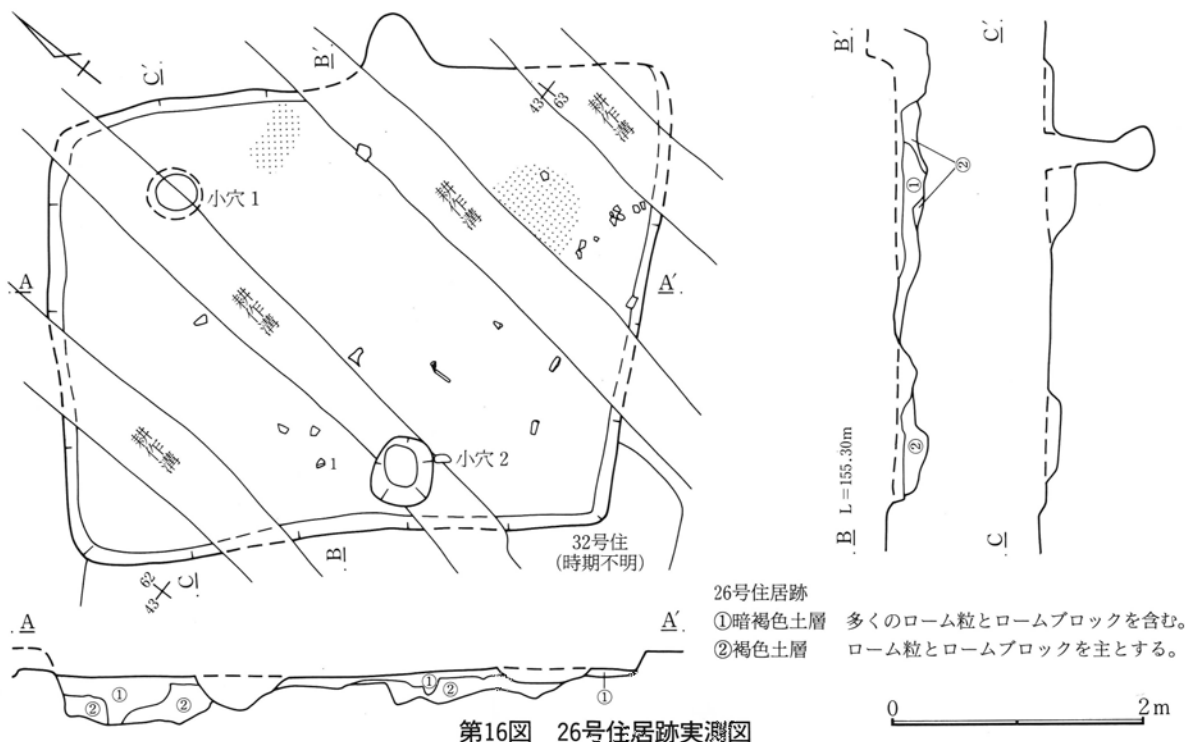 C′
B′
43
63
耕作溝
小穴1
耕作溝
耕作溝
A
A′
耕作溝
1
小穴2
B
32号住
(時期不明)
62
43
C
A
A′
①
②
②
①
②
①
B′
C′
②
①
②
B L=155.30m
C
26号住居跡
①暗褐色土層 多くのローム粒とロームブロックを含む。
②褐色土層 ローム粒とロームブロックを主とする。
0 2m
第16図 26号住居跡実測図